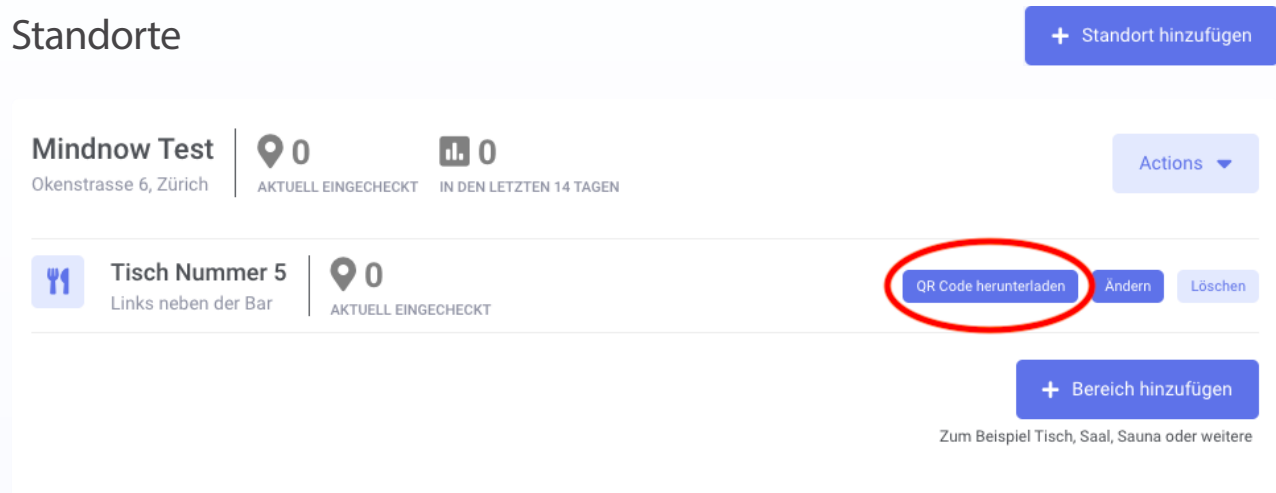 Standorte
+ Standort hinzufügen
Mindnow Test
0
0
Actions
Okenstrasse 6, Zürich
AKTUELL EINGECHECKT
IN DEN LETZTEN 14 TAGEN
Tisch Nummer 5
0
QR Code herunterladen
Ändern
Löschen
Links neben der Bar
AKTUELL EINGECHECKT
+ Bereich hinzufügen
Zum Beispiel Tisch, Saal, Sauna oder weitere